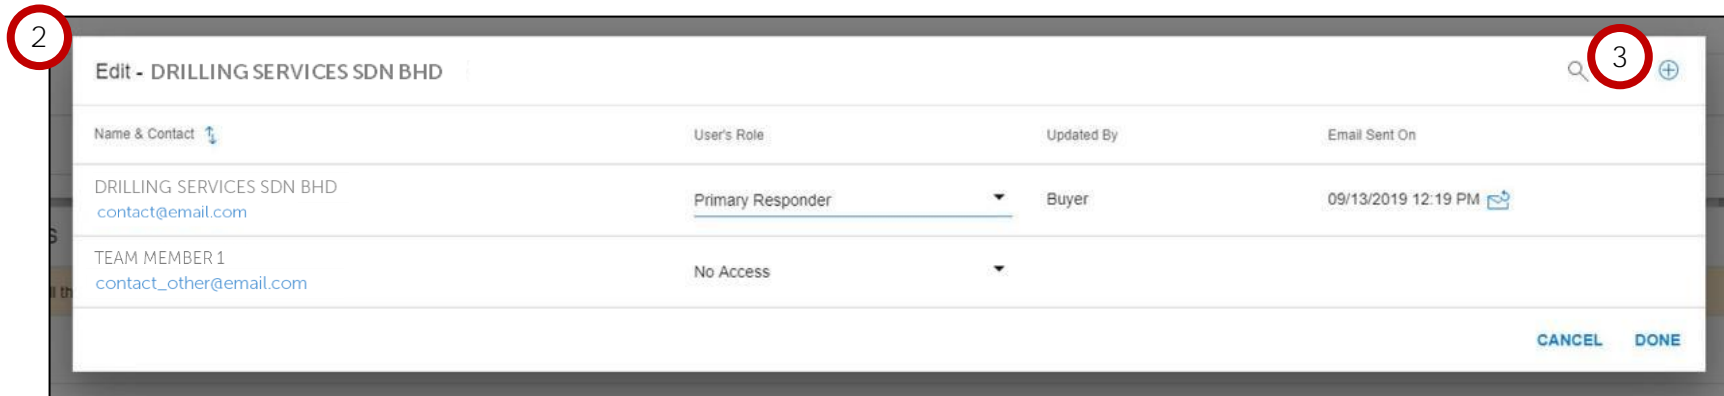 2
3
Edit - DRILLING SERVICES SDN BHD
Name & Contact User's Role Updated By Email Sent On
DRILLING SERVICES SDN BHD
contact@email.com
Primary Responder Buyer 09/13/2019 12:19 PM
TEAM MEMBER 1
contact_other@email.com
No Access
CANCEL DONE